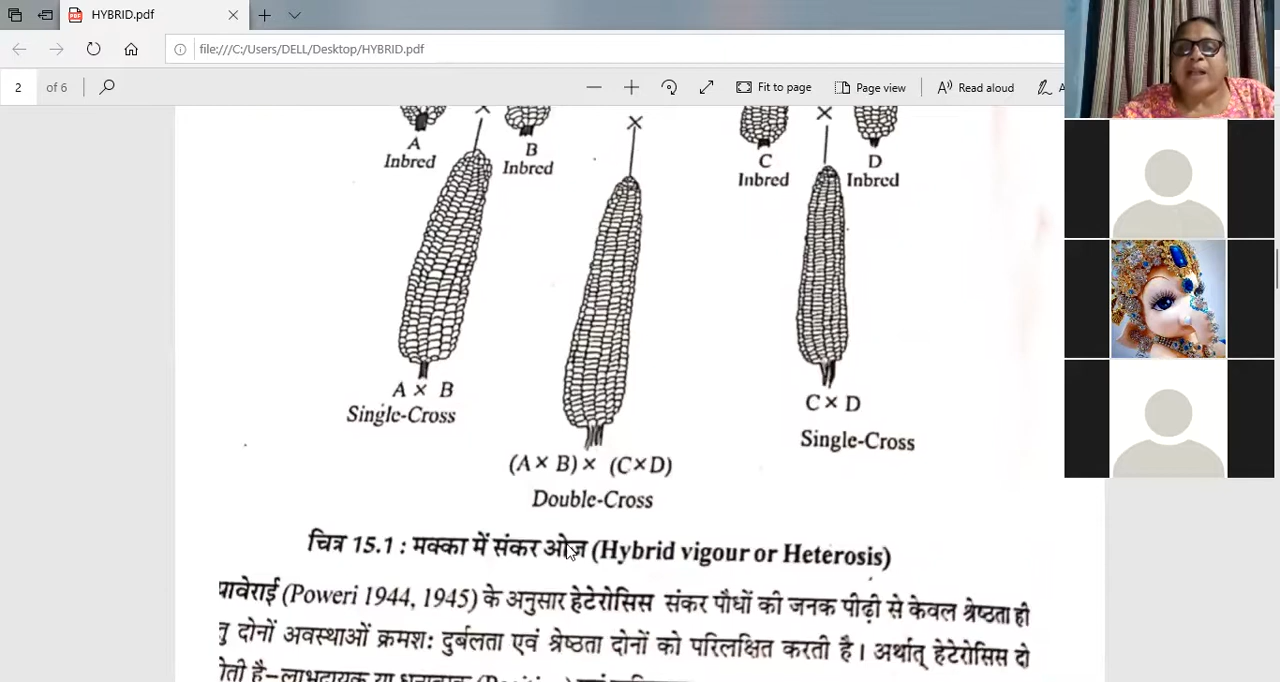 HYBRID.pdf
file:///C:/Users/DELL/Desktop/HYBRID.pdf
2 of 6 Fit to page Page view Read aloud
A
Inbred
B
Inbred
C
Inbred
D
Inbred
A × B
Single-Cross
C × D
Single-Cross
(A × B) × (C×D)
Double-Cross
चित्र 15.1 : मक्का में संकर ओज (Hybrid vigour or Heterosis)
(Poweri 1944, 1945) के अनुसार हेटेरोसिस संकर पौधों की जनक पीढ़ी से केवल श्रेष्ठता ही
दोनों अवस्थाओं क्रमश: दुर्बलता एवं श्रेष्ठता दोनों को परिलक्षित करती है। अर्थात् हेटेरोसिस दो
है–लाभदायक या